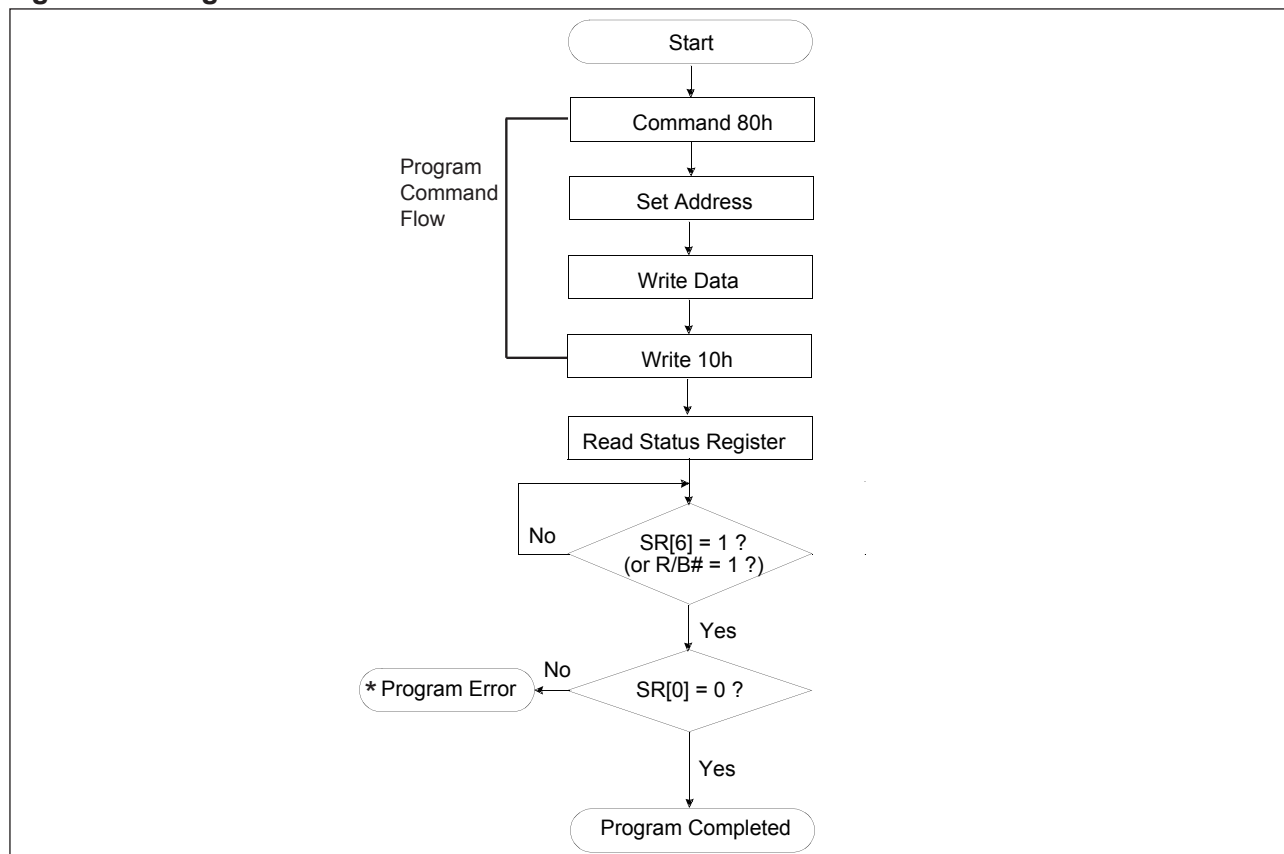 Start
Command 80h
Program
Command
Flow
Set Address
Write Data
Write 10h
Read Status Register
No
SR[6] = 1 ?
(or R/B# = 1 ?)
Yes
No
* Program Error
SR[0] = 0 ?
Yes
Program Completed